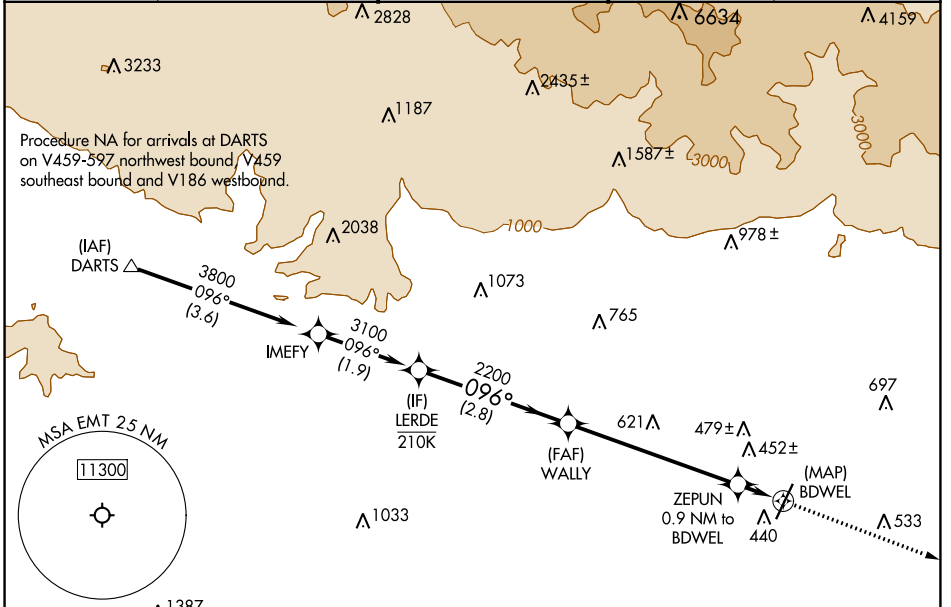 2828
6634
4159
3233
2435±
1187
Procedure NA for arrivals at DARTS
on V459-597 northwest bound, V459
southeast bound and V186 westbound.
1587±
3000
3000
2038
1000
978±
(IAF)
DARTS
3800
096°
(3.6)
1073
765
IMEFY
3100
096°
(1.9)
2200
096°
(2.8)
(IF)
LERDE
210K
697
621
479±
452±
MSA EMT 25 NM
11300
(FAF)
WALLY
(MAP)
BDWEL
ZEPUN
0.9 NM to
BDWEL
440
533
1033
1387